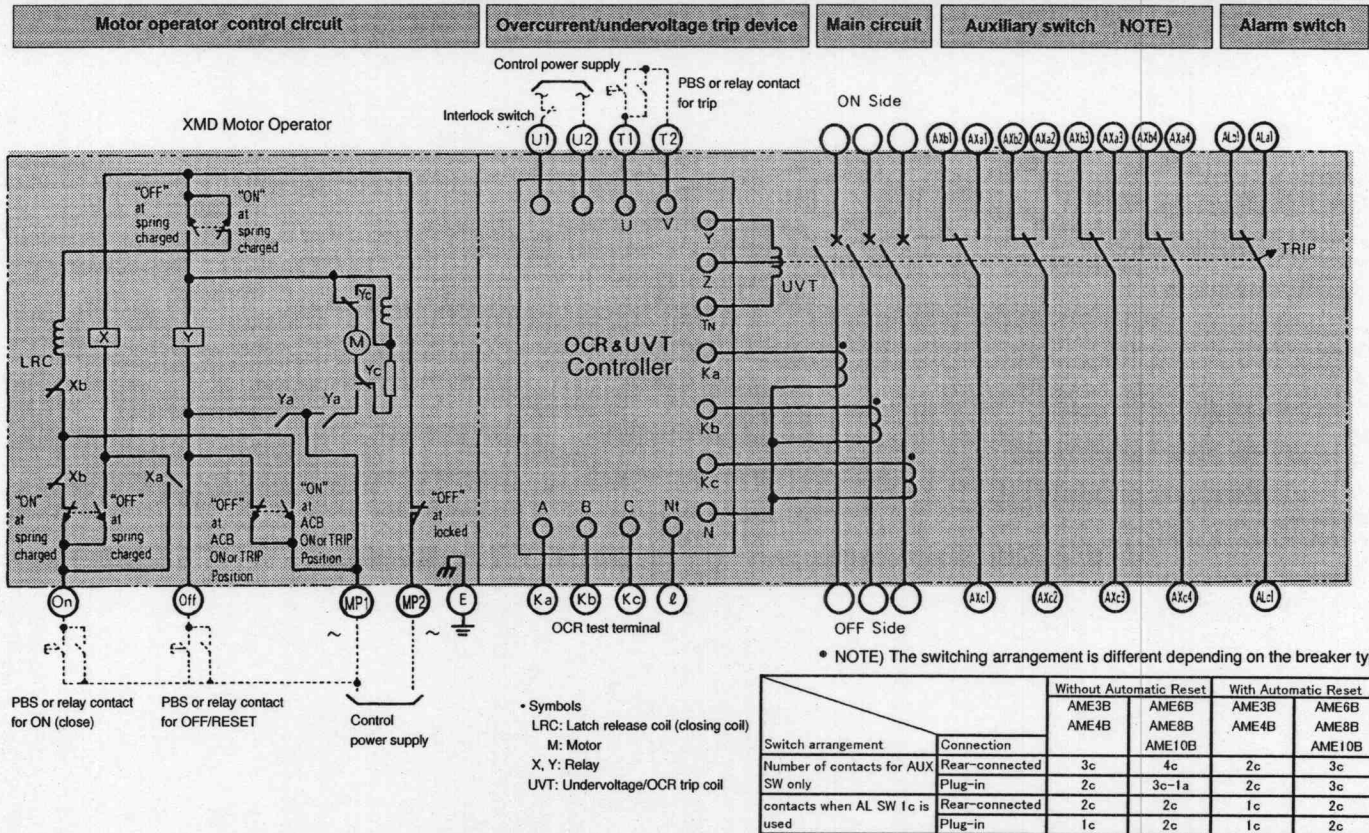 Motor operator control circuit
Overcurrent/undervoltage trip device
Main circuit
Auxiliary switch NOTE)
Alarm switch
Control power supply
PBS or relay contact
for trip
Interlock switch
XMD Motor Operator
ON Side
U1 U2 T1 T2
AXb1 AXa1 AXb2 AXa2 AXb3 AXa3 AXb4 AXa4
ALa1
"OFF"
at
spring
charged
"ON"
at
spring
charged
U V
Y
Z
TN
UVT
TRIP
OCR & UVT
Controller
Ka
Kb
Kc
N
A B C Nt
LRC
X
Y
Yc
M
Yc
Xb
Ya Ya
Xb
Xa
"ON"
at
spring
charged
"OFF"
at
spring
charged
"OFF"
at
ACB
ON or TRIP
Position
"ON"
at
ACB
ON or TRIP
Position
"OFF"
at
locked
On Off MP1 MP2 E
Ka Kb Kc ℓ
OCR test terminal
OFF Side
AXc1 AXc2 AXc3 AXc4 ALc1
~ ~
E E E
PBS or relay contact
for ON (close)
PBS or relay contact
for OFF/RESET
Control
power supply
• Symbols
LRC: Latch release coil (closing coil)
M: Motor
X, Y: Relay
UVT: Undervoltage/OCR trip coil
• NOTE) The switching arrangement is different depending on the breaker ty
Without Automatic Reset With Automatic Reset
AME3B AME6B AME3B AME6B
AME4B AME8B AME4B AME8B
AME10B AME10B
Switch arrangement Connection
Number of contacts for AUX Rear-connected 3c 4c 2c 3c
SW only Plug-in 2c 3c-1a 2c 3c
contacts when AL SW 1c is Rear-connected 2c 2c 1c 2c
used Plug-in 1c 2c 1c 2c